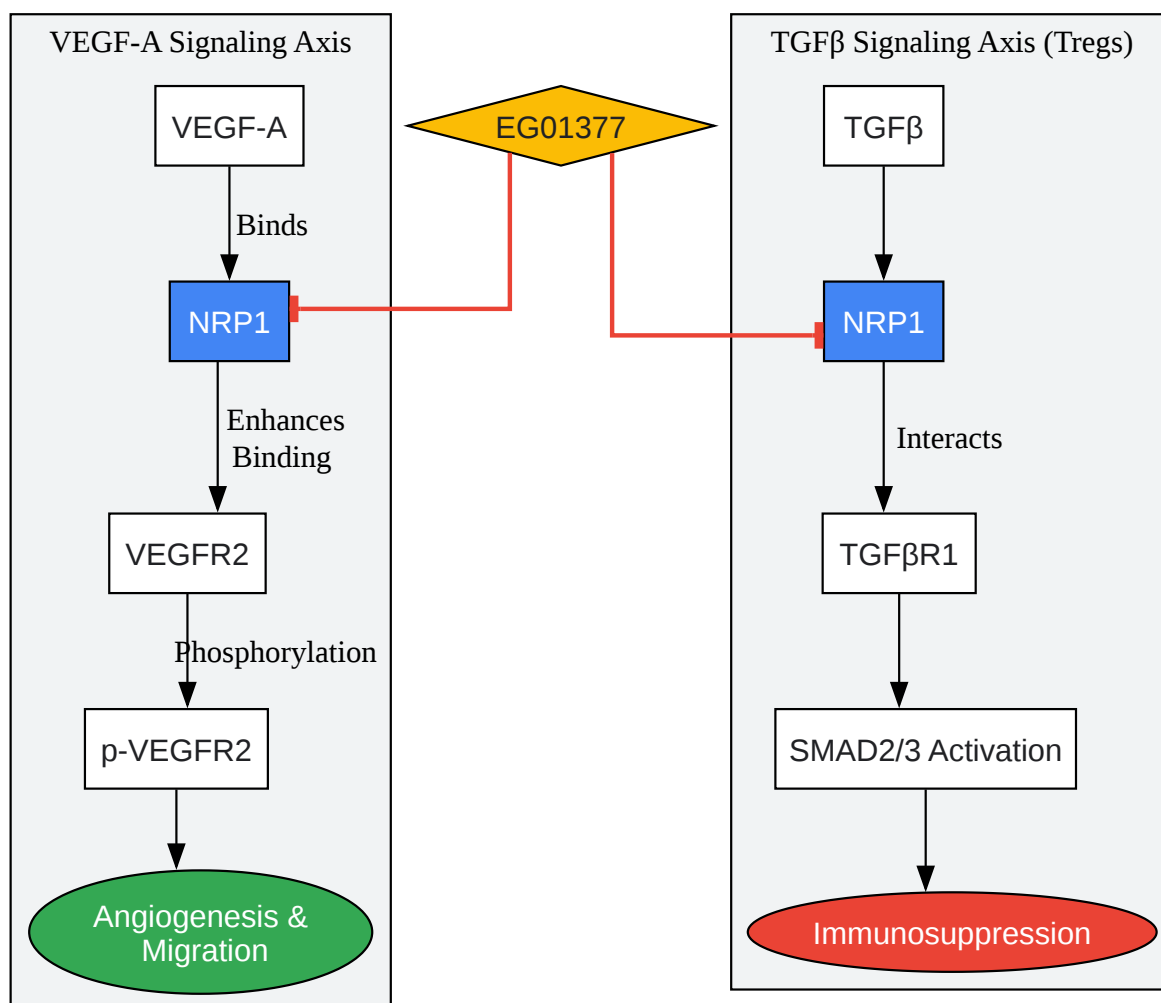 VEGF-A Signaling Axis
VEGF-A
Binds
NRP1
Enhances
Binding
VEGFR2
Phosphorylation
p-VEGFR2
Angiogenesis &
Migration
EG01377
TGFβ Signaling Axis (Tregs)
TGFβ
NRP1
Interacts
TGFβR1
SMAD2/3 Activation
Immunosuppression